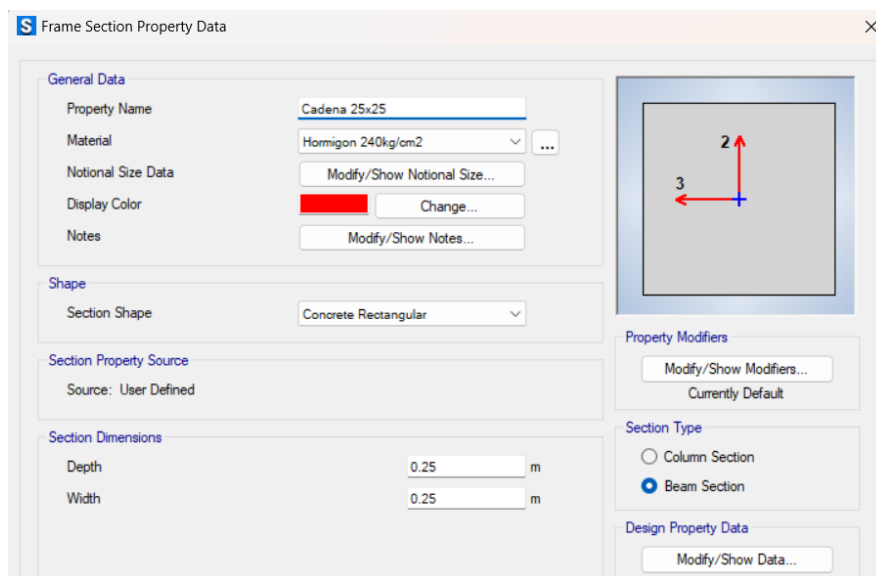 S Frame Section Property Data
General Data
Property Name Cadena 25x25
Material Hormigon 240kg/cm2 ...
Notional Size Data Modify/Show Notional Size...
Display Color Change...
Notes Modify/Show Notes...
Shape
Section Shape Concrete Rectangular
Section Property Source
Source: User Defined
Section Dimensions
Depth 0.25 m
Width 0.25 m
2
3
Property Modifiers
Modify/Show Modifiers...
Currently Default
Section Type
Column Section
Beam Section
Design Property Data
Modify/Show Data...